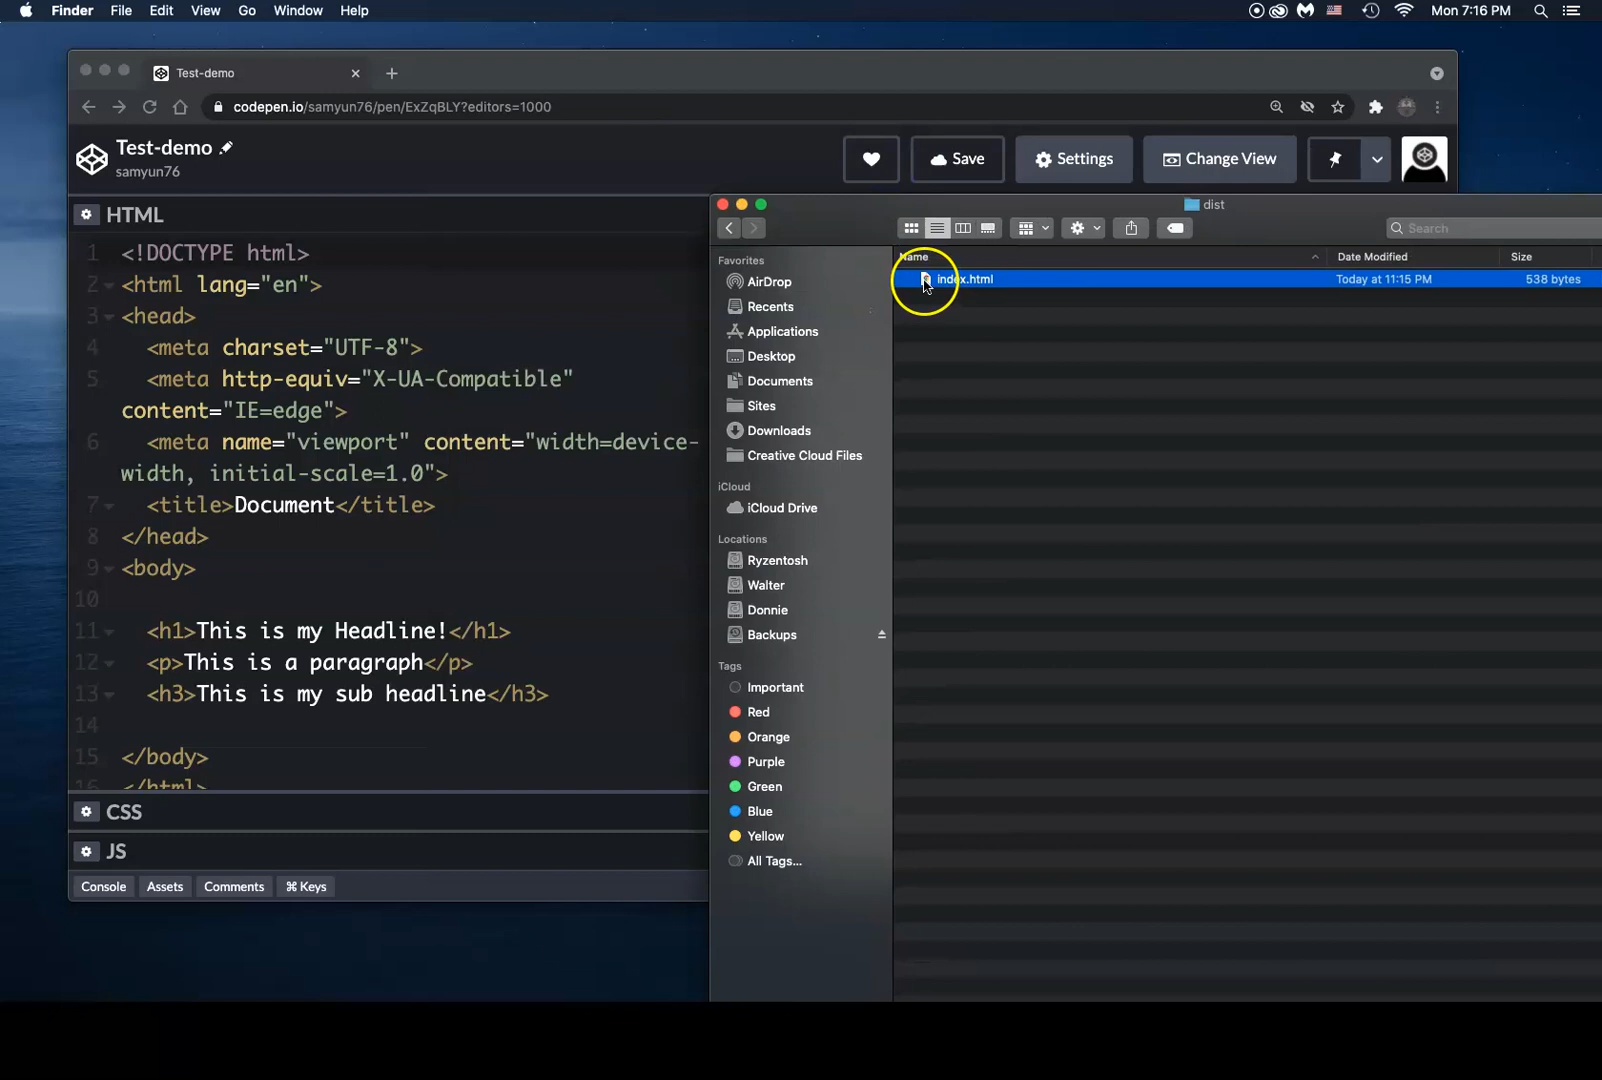 Finder File Edit View Go Window Help
Mon 7:16 PM
Test-demo
codepen.io/samyun76/pen/ExZqBLY?editors=1000
Test-demo
samyun76
Save
Settings
Change View
HTML
1 <!DOCTYPE html>
2 <html lang="en">
3 <head>
4 <meta charset="UTF-8">
5 <meta http-equiv="X-UA-Compatible"
content="IE=edge">
6 <meta name="viewport" content="width=device-
width, initial-scale=1.0">
7 <title>Document</title>
8 </head>
9 <body>
10
11 <h1>This is my Headline!</h1>
12 <p>This is a paragraph</p>
13 <h3>This is my sub headline</h3>
14
15 </body>
16 </html>
CSS
JS
Console Assets Comments ⌘ Keys
dist
Search
Favorites
AirDrop
Recents
Applications
Desktop
Documents
Sites
Downloads
Creative Cloud Files
iCloud
iCloud Drive
Locations
Ryzentosh
Walter
Donnie
Backups
Tags
Important
Red
Orange
Purple
Green
Blue
Yellow
All Tags...
Name Date Modified Size
index.html Today at 11:15 PM 538 bytes